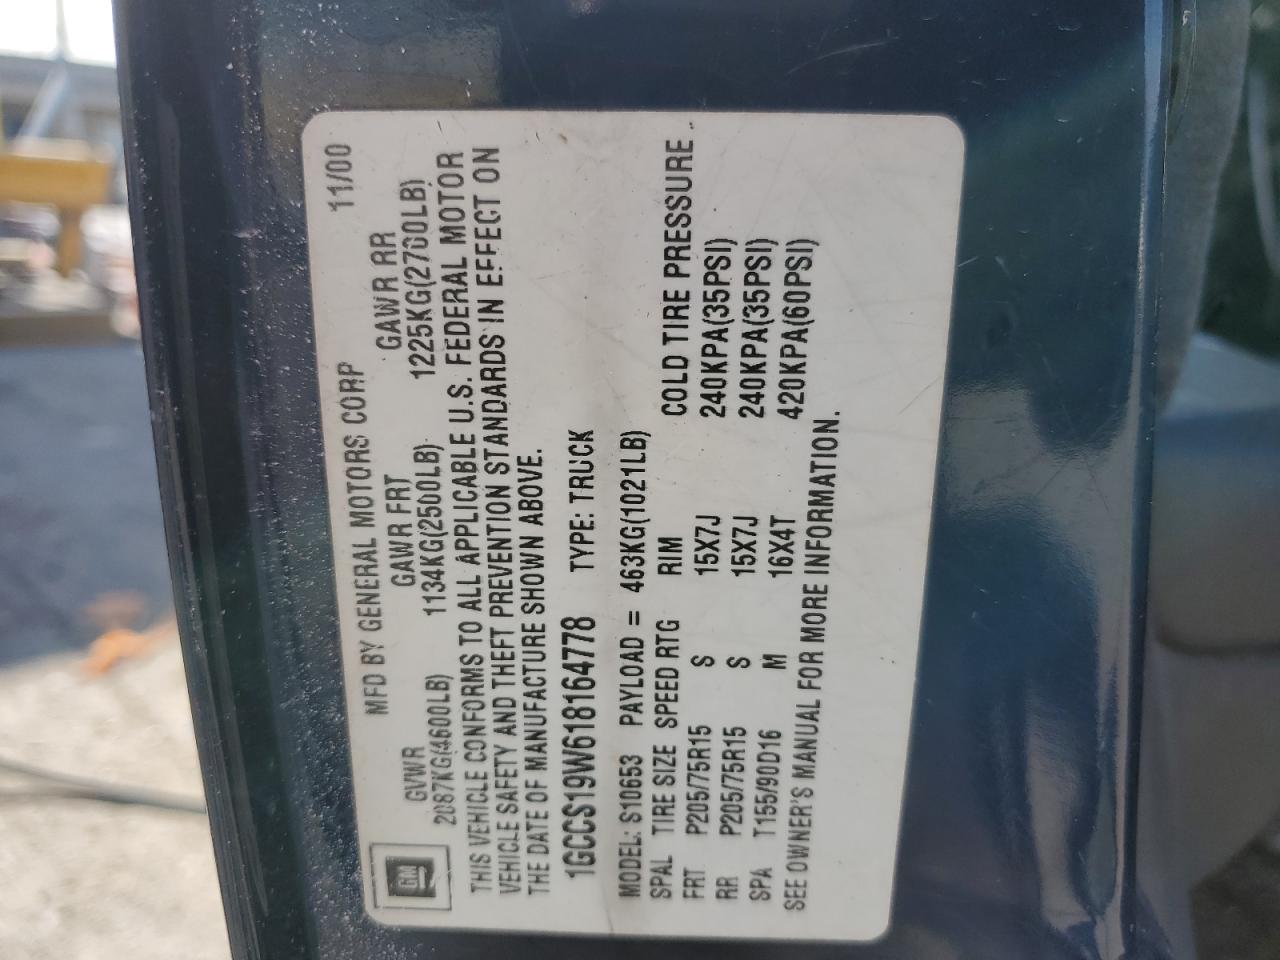 MFD BY GENERAL MOTORS CORP 11/00
GM
GVWR GAWR FRT GAWR RR
2087KG(4600LB) 1134KG(2500LB) 1225KG(2700LB)
THIS VEHICLE CONFORMS TO ALL APPLICABLE U.S. FEDERAL MOTOR
VEHICLE SAFETY AND THEFT PREVENTION STANDARDS IN EFFECT ON
THE DATE OF MANUFACTURE SHOWN ABOVE.
1GCCS19W618164778 TYPE: TRUCK
MODEL: S10653 PAYLOAD = 463KG(1021LB)
SPAL TIRE SIZE SPEED RTG RIM COLD TIRE PRESSURE
FRT P205/75R15 S 15X7J 240KPA(35PSI)
RR P205/75R15 S 15X7J 240KPA(35PSI)
SPA T155/90D16 M 16X4T 420KPA(60PSI)
SEE OWNER'S MANUAL FOR MORE INFORMATION.